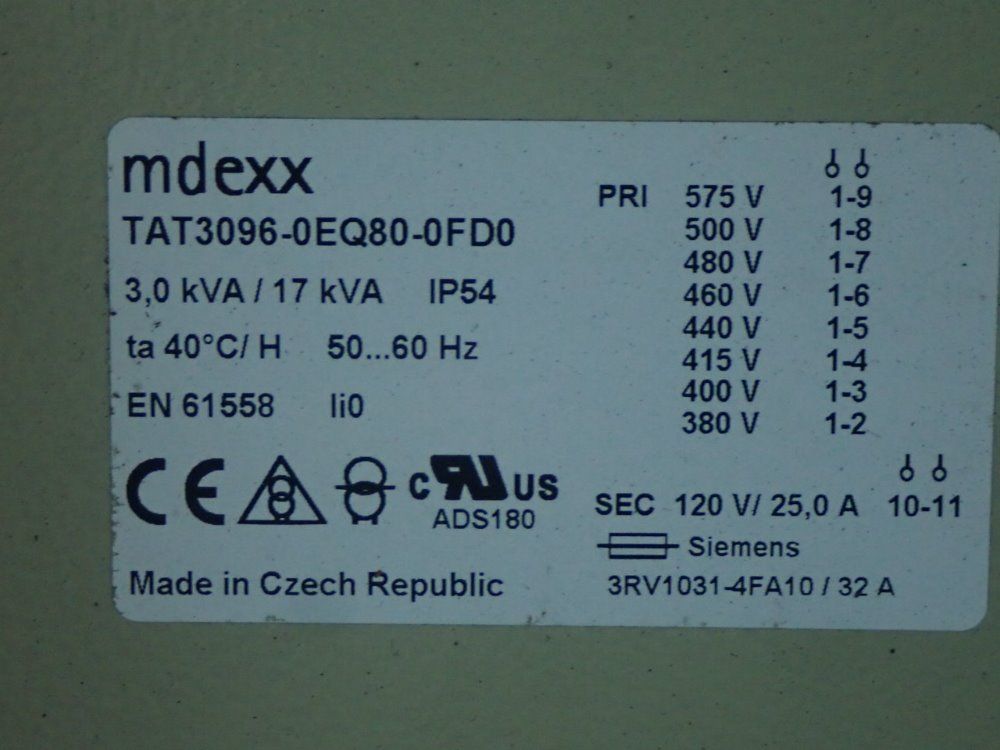 mdexx
TAT3096-0EQ80-0FD0
3,0 kVA / 17 kVA IP54
ta 40°C/ H 50...60 Hz
EN 61558 Ii0
CE c RU US
ADS180
Made in Czech Republic
PRI 575 V 1-9
500 V 1-8
480 V 1-7
460 V 1-6
440 V 1-5
415 V 1-4
400 V 1-3
380 V 1-2
SEC 120 V/ 25,0 A 10-11
Siemens
3RV1031-4FA10 / 32 A